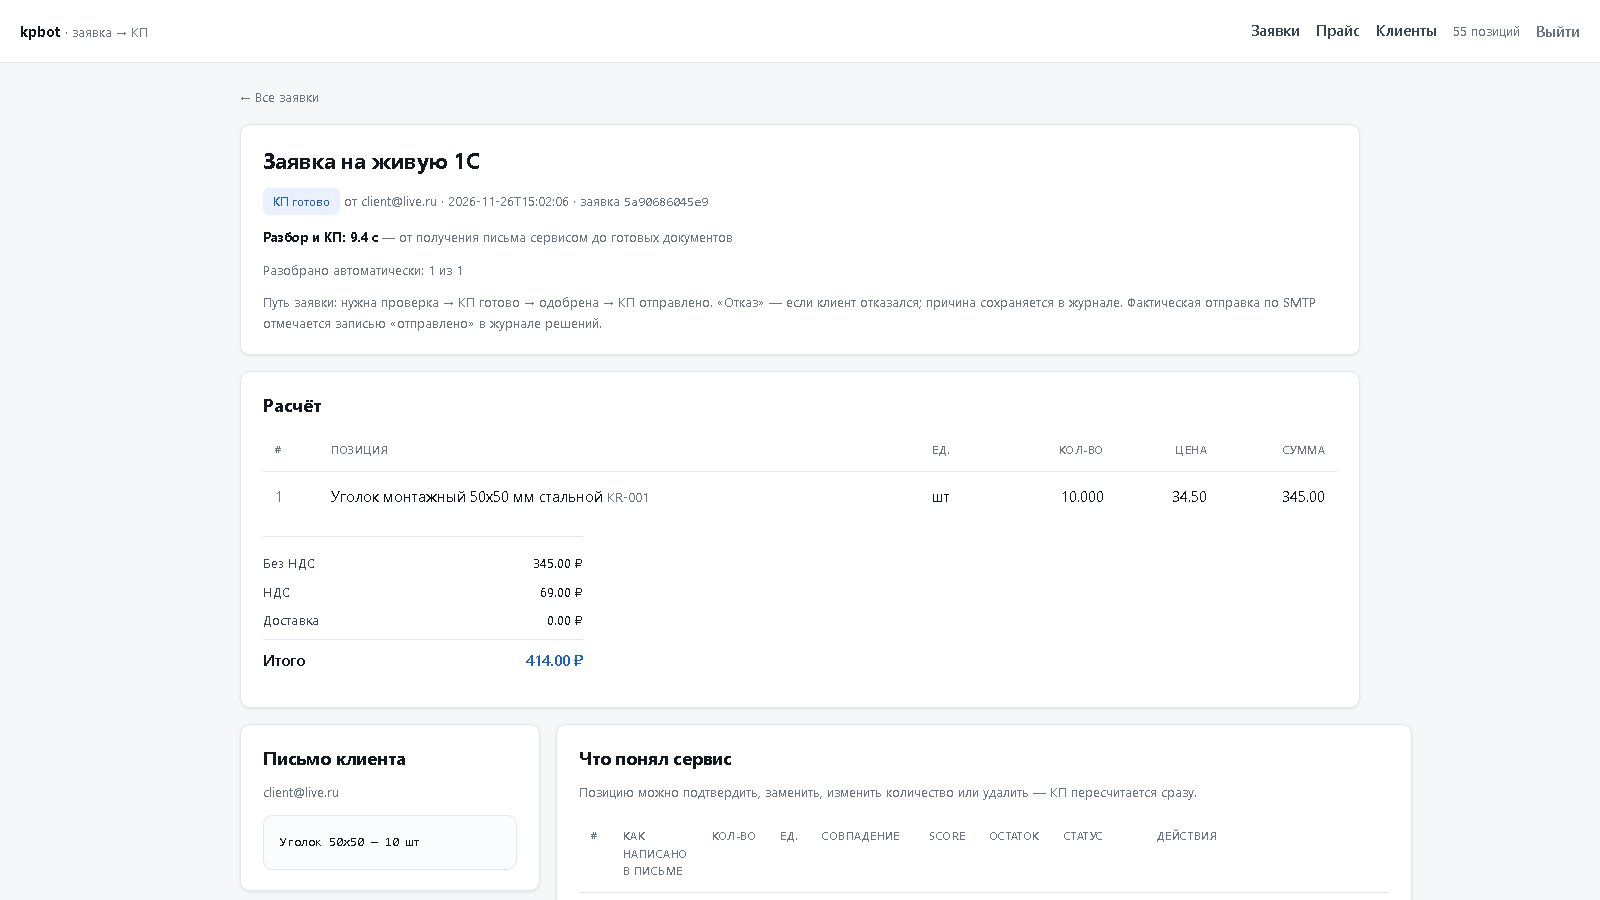 kpbot · заявка → КП
Заявки Прайс Клиенты 55 позиций Выйти
← Все заявки
Заявка на живую 1С
КП готово от client@live.ru · 2026-11-26T15:02:06 · заявка 5a90686045e9
Разбор и КП: 9.4 с — от получения письма сервисом до готовых документов
Разобрано автоматически: 1 из 1
Путь заявки: нужна проверка → КП готово → одобрена → КП отправлено. «Отказ» — если клиент отказался; причина сохраняется в журнале. Фактическая отправка по SMTP
отмечается записью «отправлено» в журнале решений.
Расчёт
# ПОЗИЦИЯ ЕД. КОЛ-ВО ЦЕНА СУММА
1 Уголок монтажный 50х50 мм стальной KR-001 шт 10.000 34.50 345.00
Без НДС 345.00 ₽
НДС 69.00 ₽
Доставка 0.00 ₽
Итого 414.00 ₽
Письмо клиента
client@live.ru
Уголок 50х50 — 10 шт
Что понял сервис
Позицию можно подтвердить, заменить, изменить количество или удалить — КП пересчитается сразу.
# КАК КОЛ-ВО ЕД. СОВПАДЕНИЕ SCORE ОСТАТОК СТАТУС ДЕЙСТВИЯ
НАПИСАНО
В ПИСЬМЕ